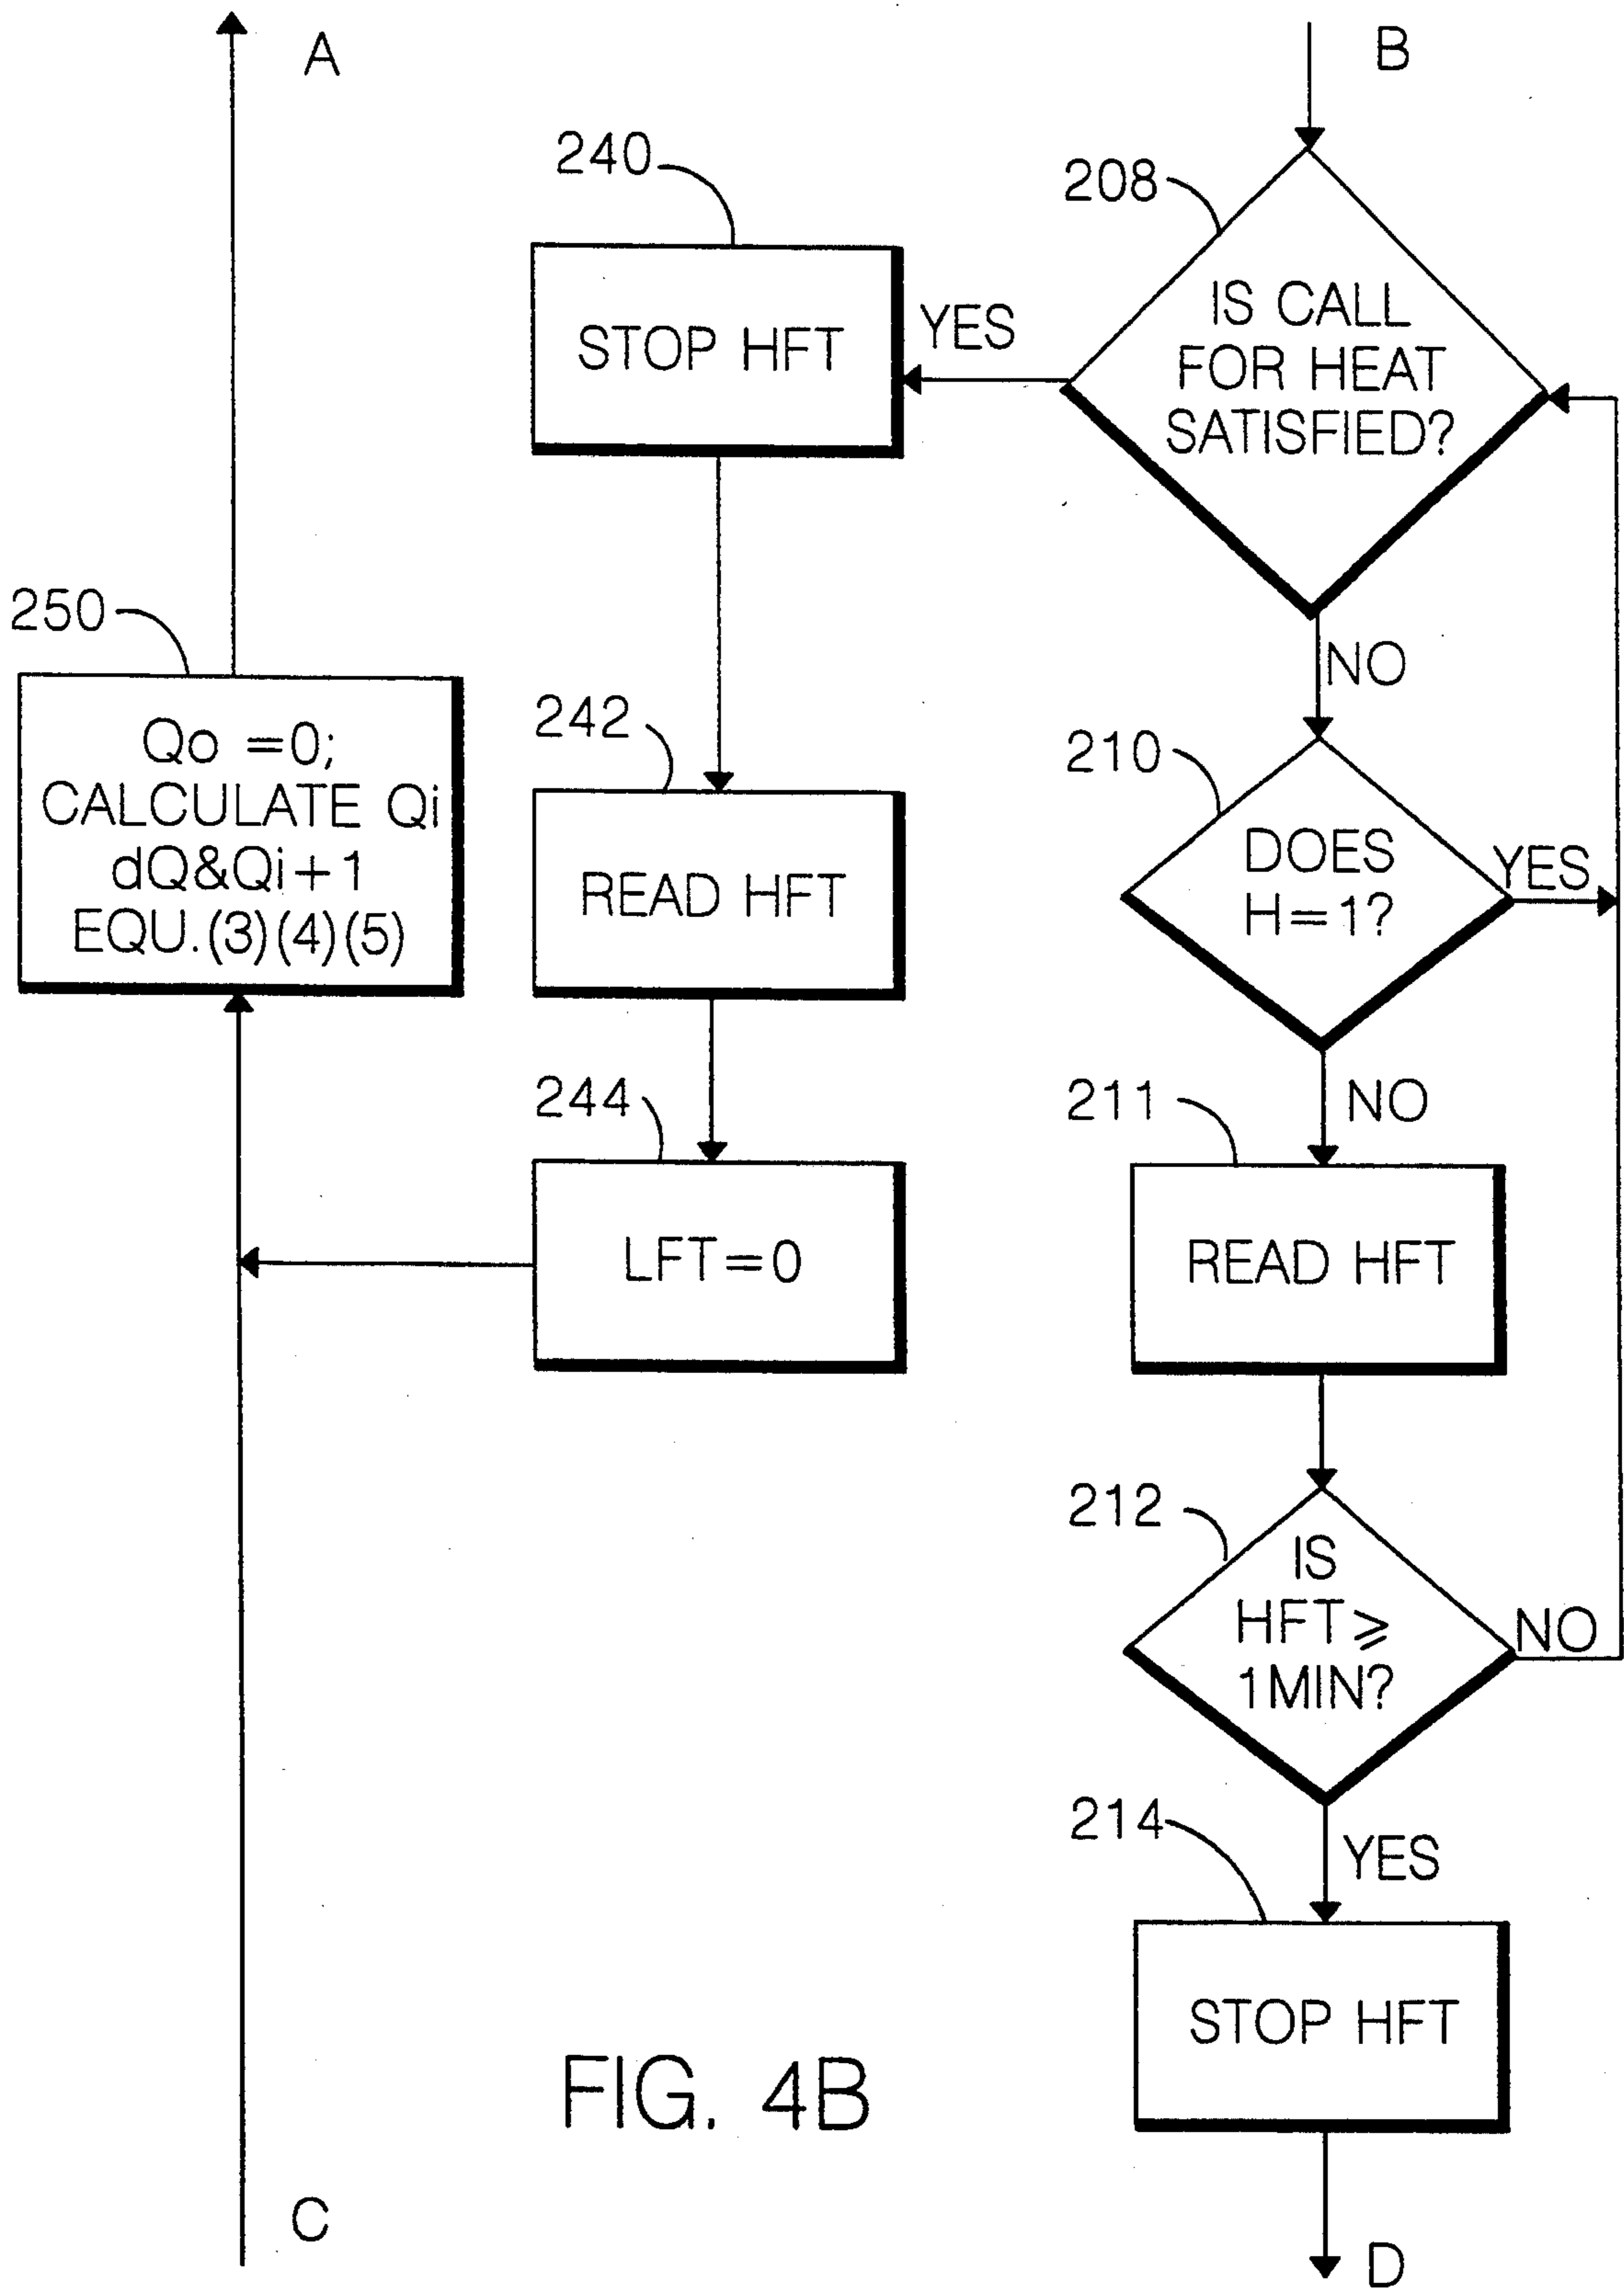 A
B
240
208
STOP HFT
YES
IS CALL
FOR HEAT
SATISFIED?
250
NO
Qo =0;
CALCULATE Qi
dQ&Qi+1
EQU.(3)(4)(5)
242
READ HFT
210
DOES
H=1?
YES
244
LFT=0
211
NO
READ HFT
212
IS
HFT⩾
1MIN?
NO
214
YES
STOP HFT
FIG. 4B
C
D